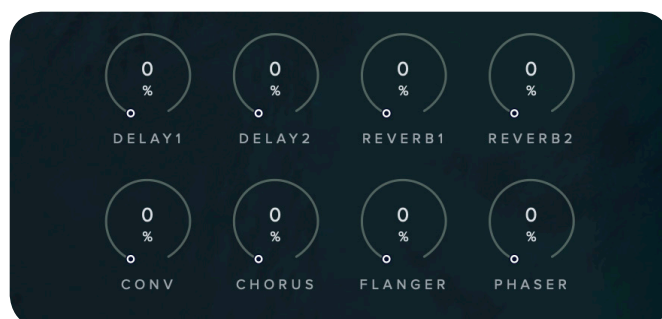 0 0 0 0
% % % %
DELAY1 DELAY2 REVERB1 REVERB2
0 0 0 0
% % % %
CONV CHORUS FLANGER PHASER